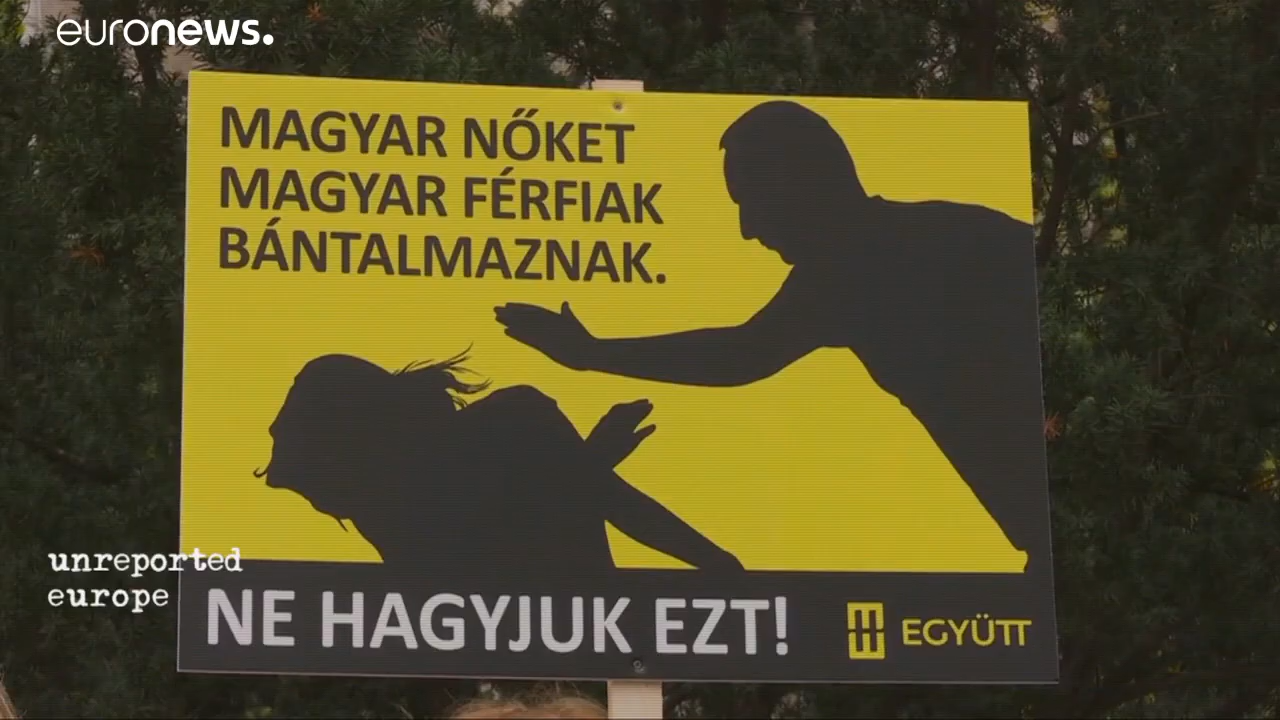 euronews.
MAGYAR NŐKET
MAGYAR FÉRFIAK
BÁNTALMAZNAK.
unreported
europe
NE HAGYJUK EZT!
EGYÜTT